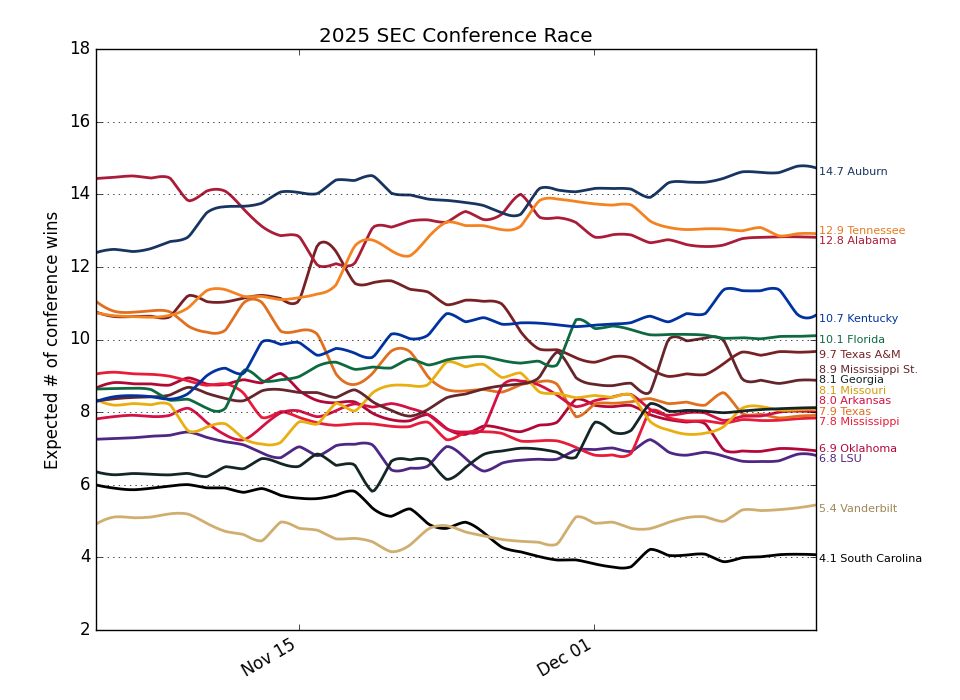 2025 SEC Conference Race
Expected # of conference wins
18
16
14
12
10
8
6
4
2
Nov 15
Dec 01
14.7 Auburn
12.9 Tennessee
12.8 Alabama
10.7 Kentucky
10.1 Florida
9.7 Texas A&M
8.9 Mississippi St.
8.1 Georgia
8.1 Missouri
8.0 Arkansas
7.9 Texas
7.8 Mississippi
6.9 Oklahoma
6.8 LSU
5.4 Vanderbilt
4.1 South Carolina